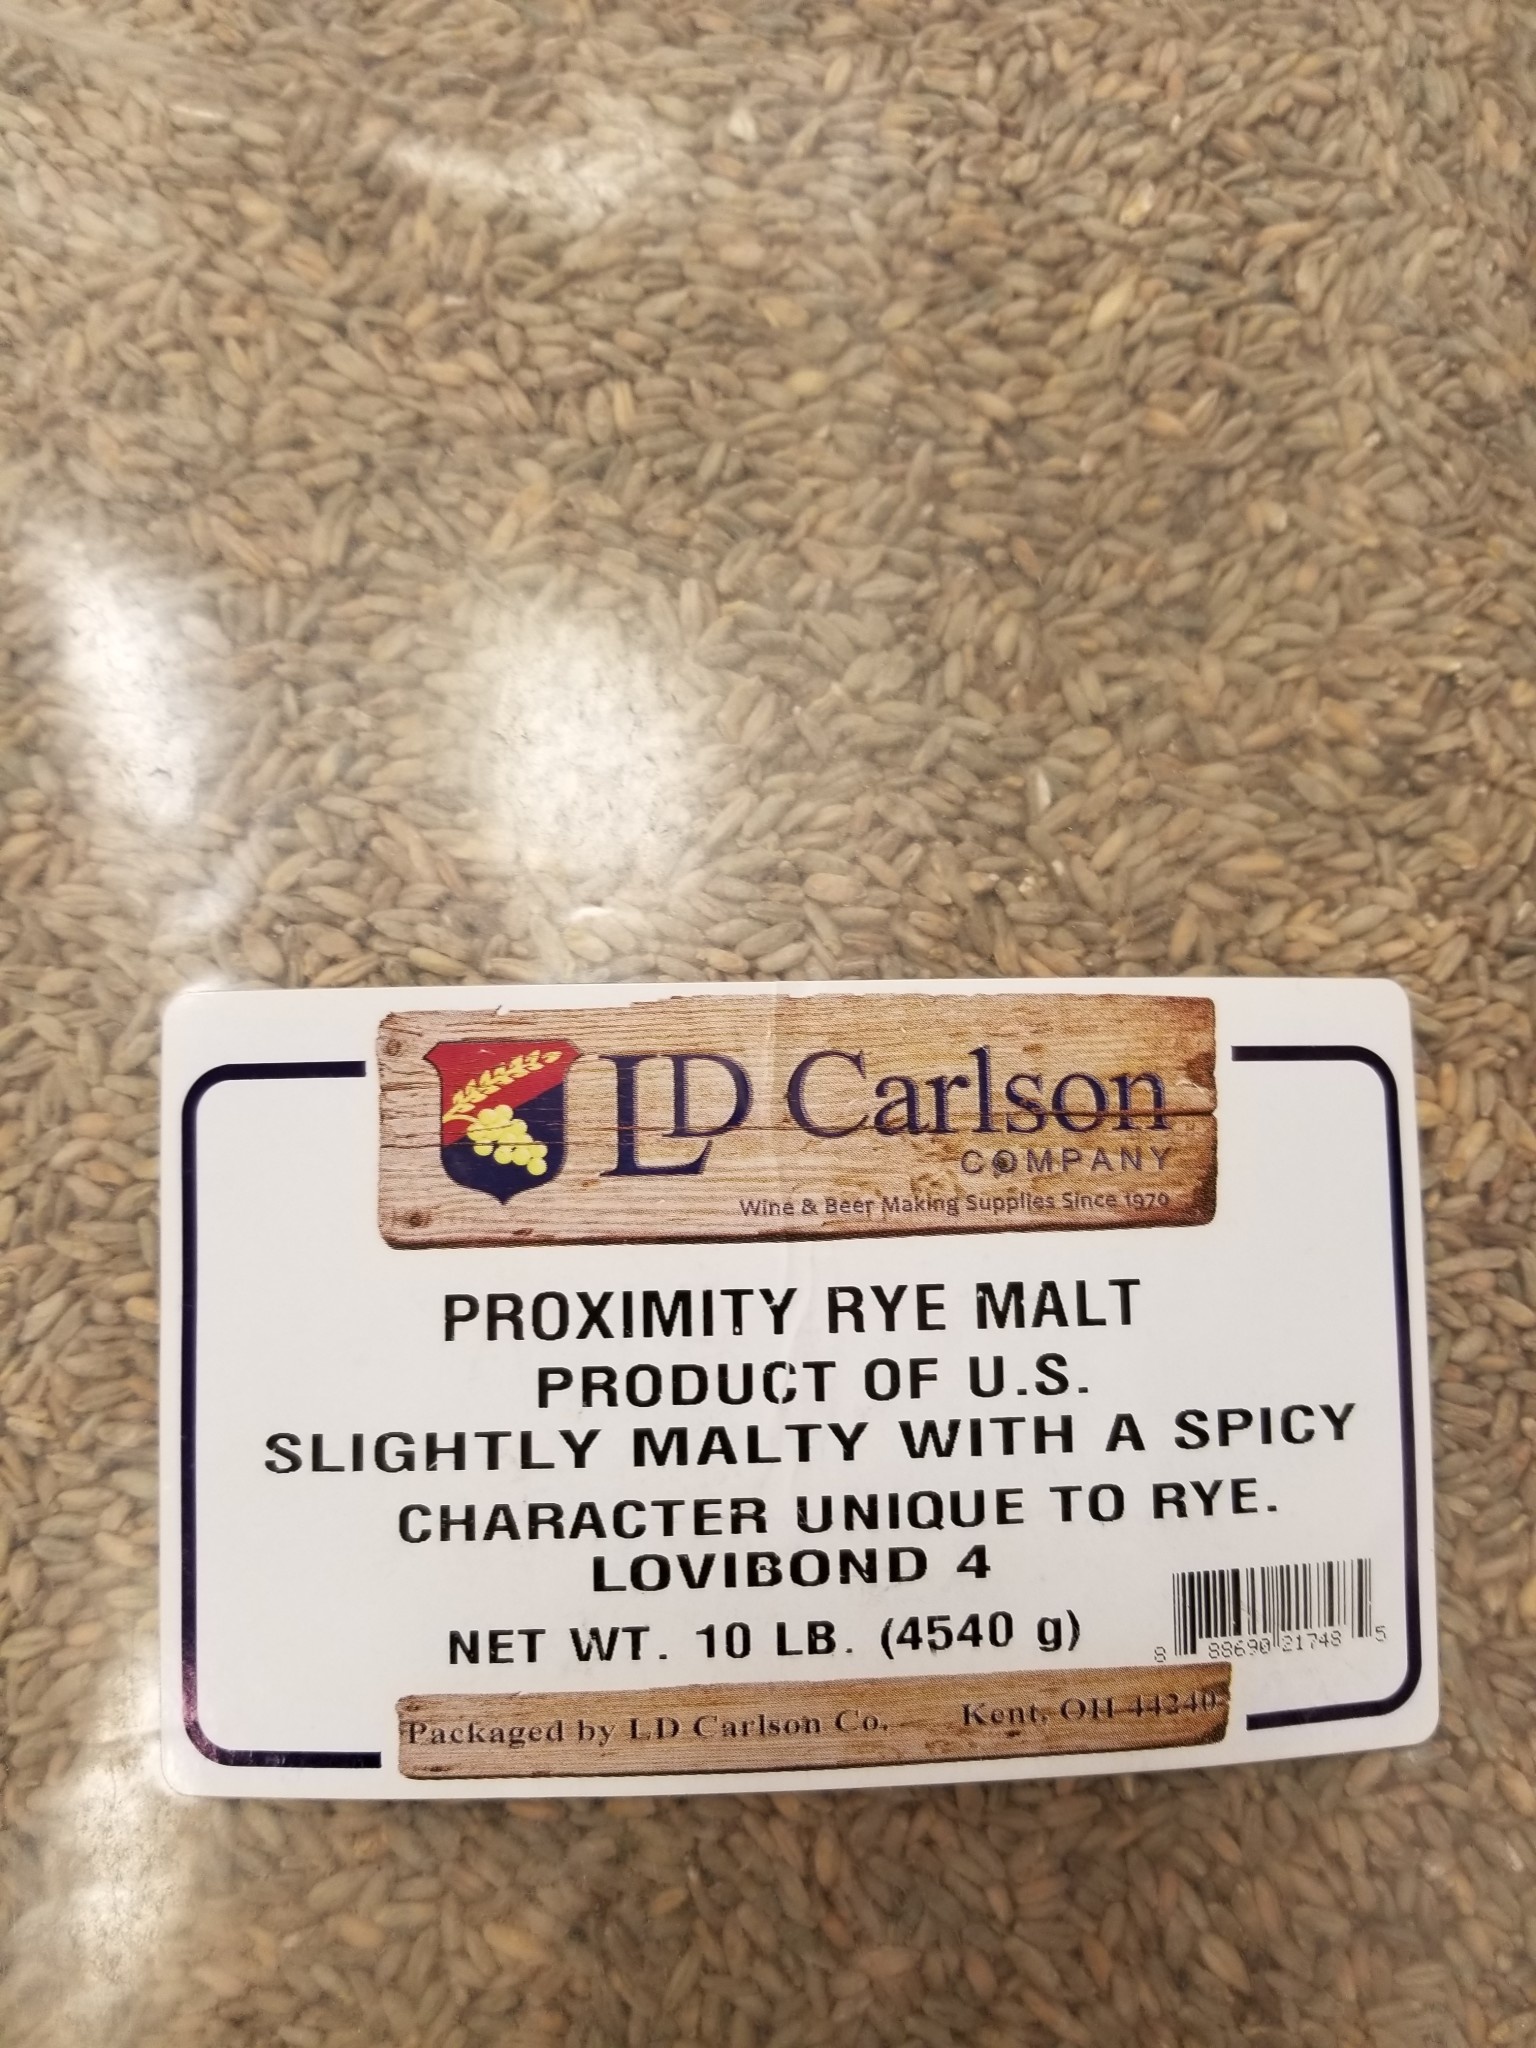 LD Carlson
COMPANY
Wine & Beer Making Supplies Since 1970
PROXIMITY RYE MALT
PRODUCT OF U.S.
SLIGHTLY MALTY WITH A SPICY
CHARACTER UNIQUE TO RYE.
LOVIBOND 4
NET WT. 10 LB. (4540 g)
8 88690 21748 5
Packaged by LD Carlson Co. Kent, OH 44240